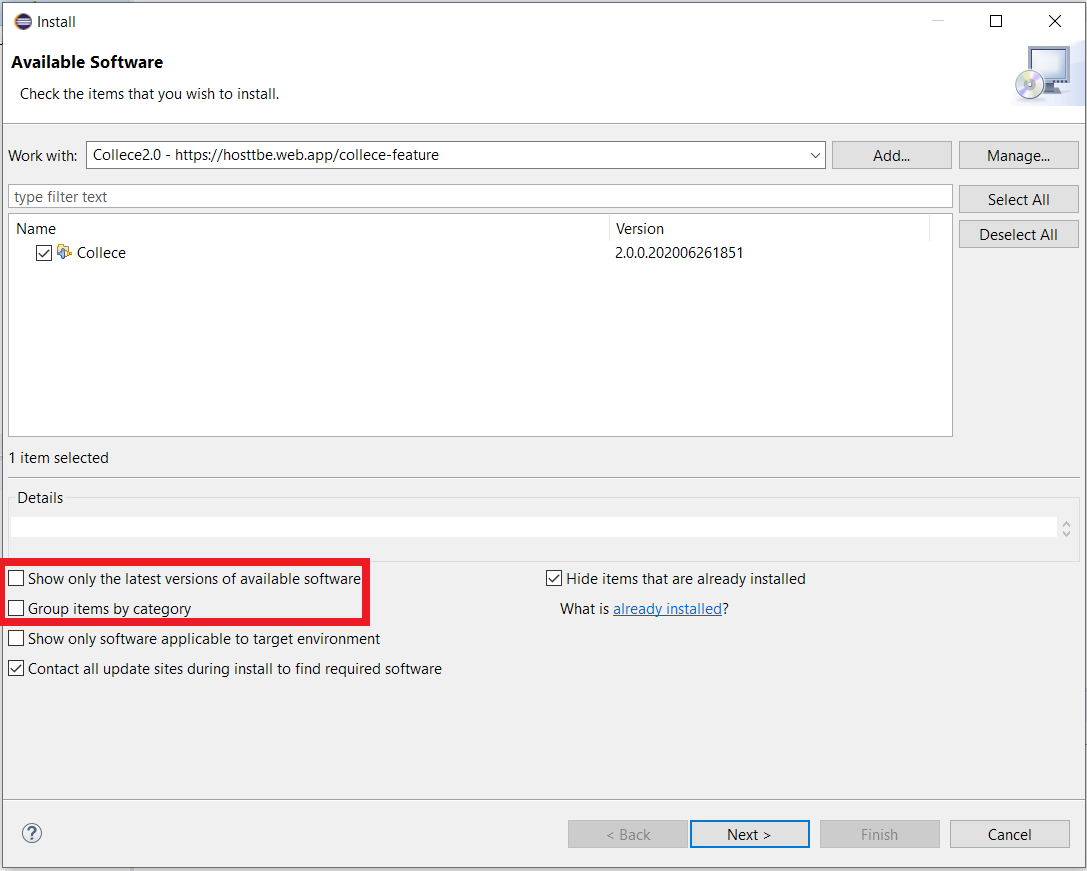 Install
Available Software
Check the items that you wish to install.
Work with: Collece2.0 - https://hosttbe.web.app/collece-feature Add... Manage...
type filter text Select All
Deselect All
Name Version
Collece 2.0.0.202006261851
1 item selected
Details
Show only the latest versions of available software Hide items that are already installed
Group items by category What is already installed?
Show only software applicable to target environment
Contact all update sites during install to find required software
? < Back Next > Finish Cancel